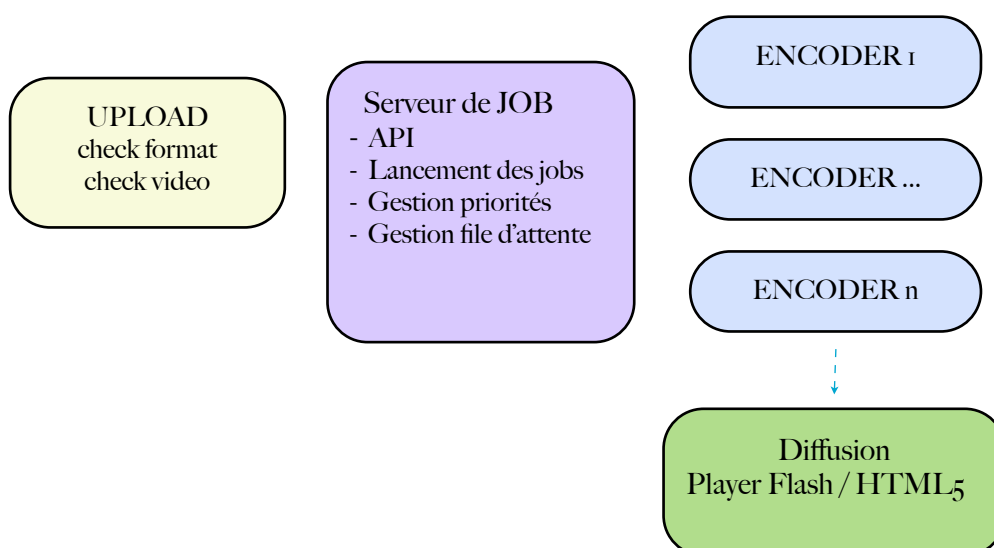 UPLOAD
check format
check video
Serveur de JOB
- API
- Lancement des jobs
- Gestion priorités
- Gestion file d'attente
ENCODER 1
ENCODER ...
ENCODER n
Diffusion
Player Flash / HTML5